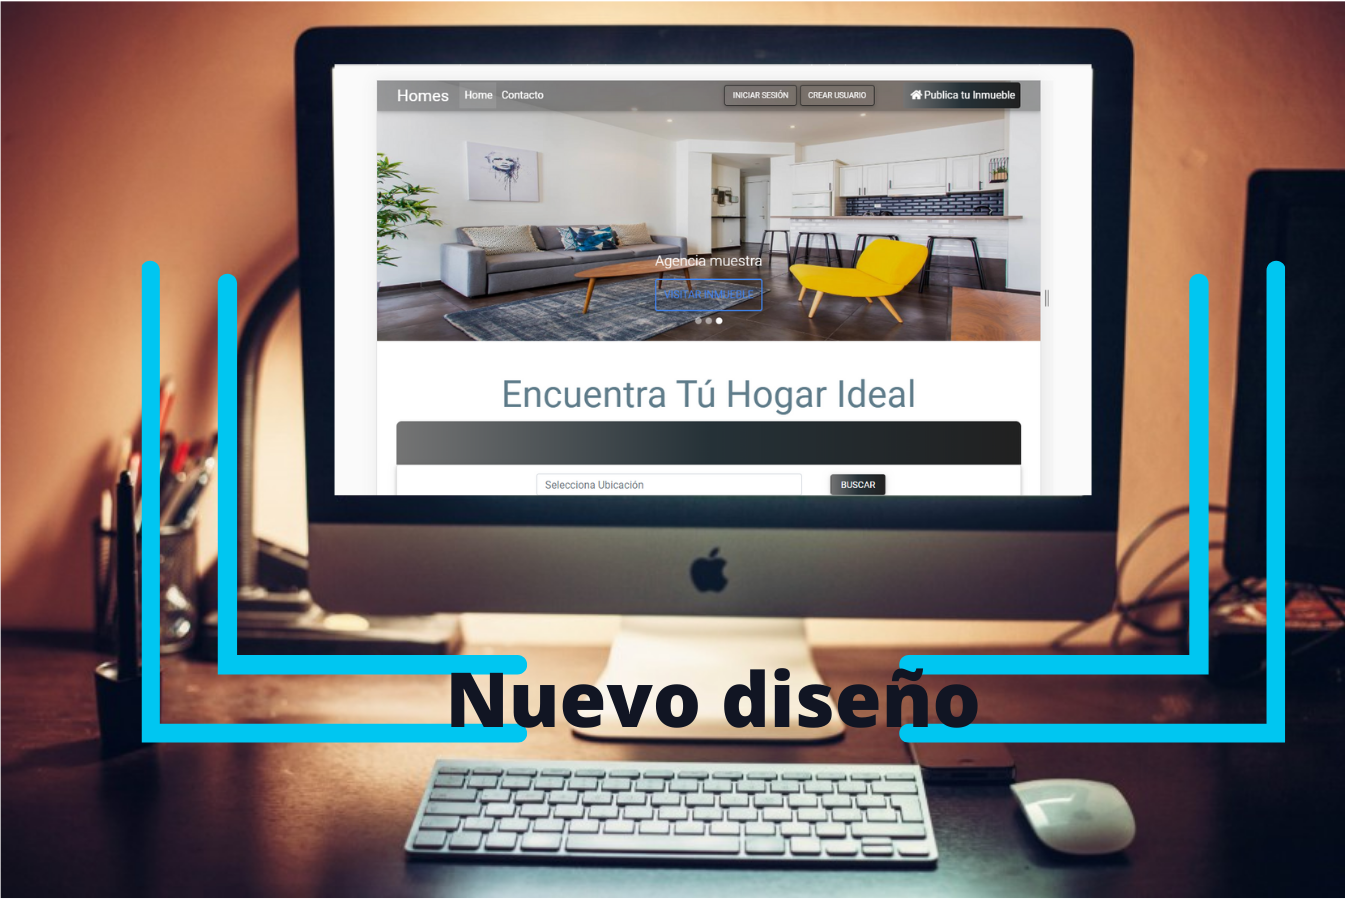 Homes Home Contacto INICIAR SESIÓN CREAR USUARIO Publica tu Inmueble
Agencia muestra
VISITAR INMUEBLE
Encuentra Tú Hogar Ideal
Selecciona Ubicación BUSCAR
Nuevo diseño